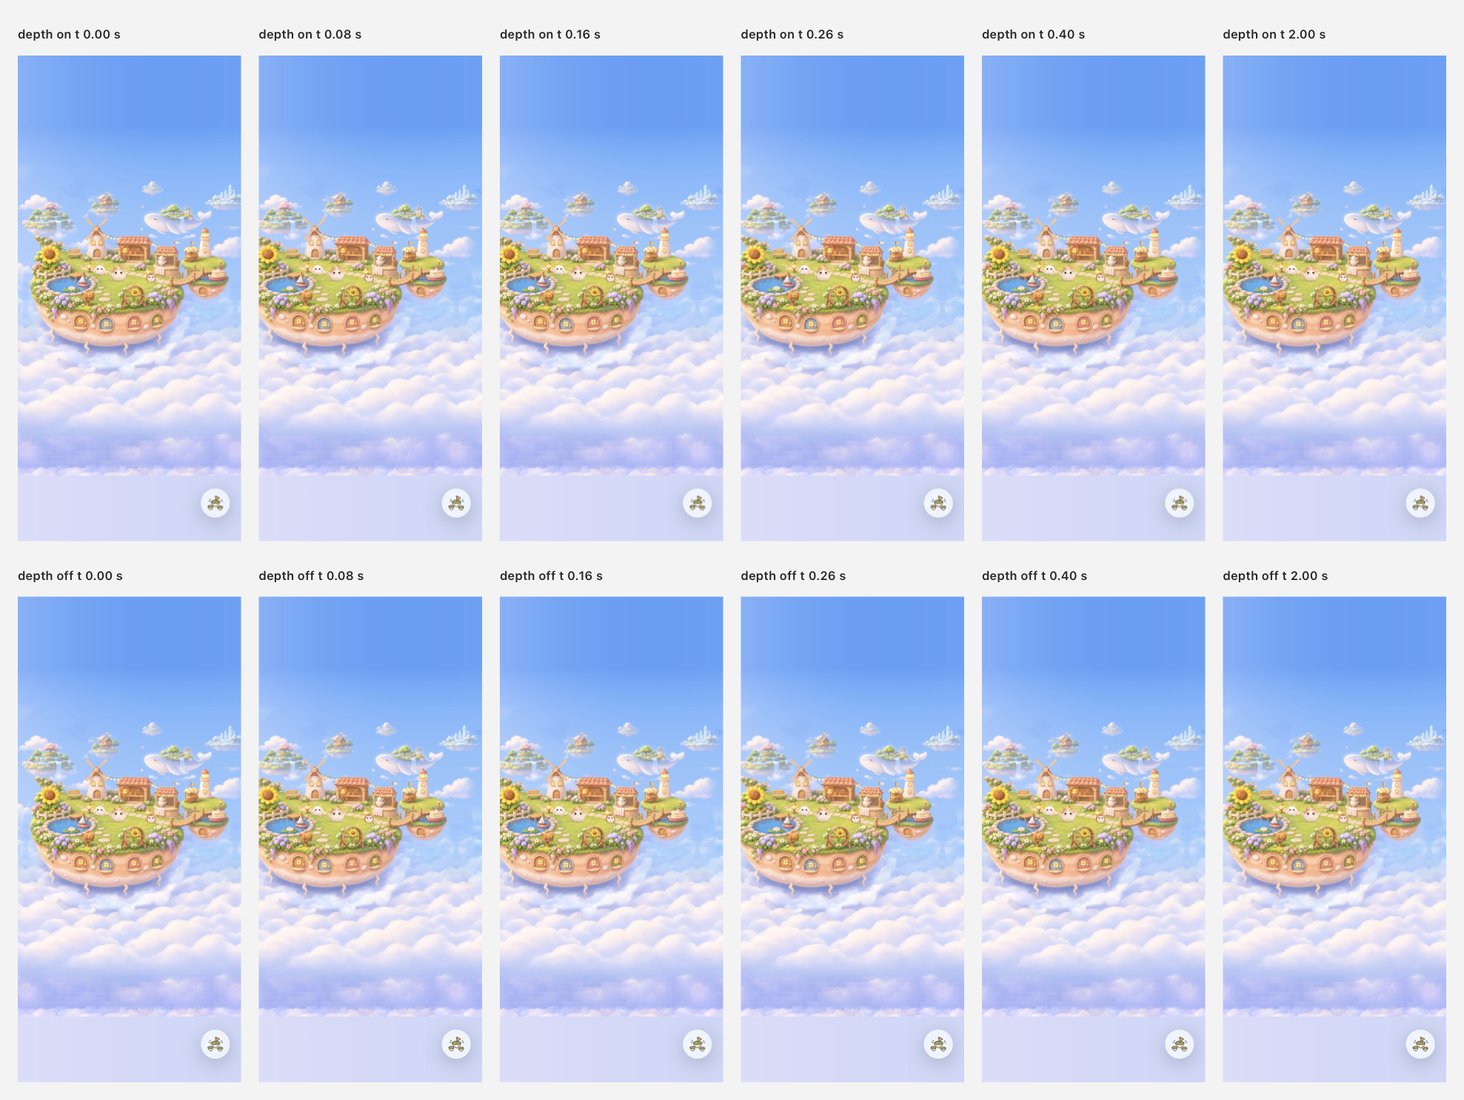 depth on t 0.00 s
depth on t 0.08 s
depth on t 0.16 s
depth on t 0.26 s
depth on t 0.40 s
depth on t 2.00 s
depth off t 0.00 s
depth off t 0.08 s
depth off t 0.16 s
depth off t 0.26 s
depth off t 0.40 s
depth off t 2.00 s